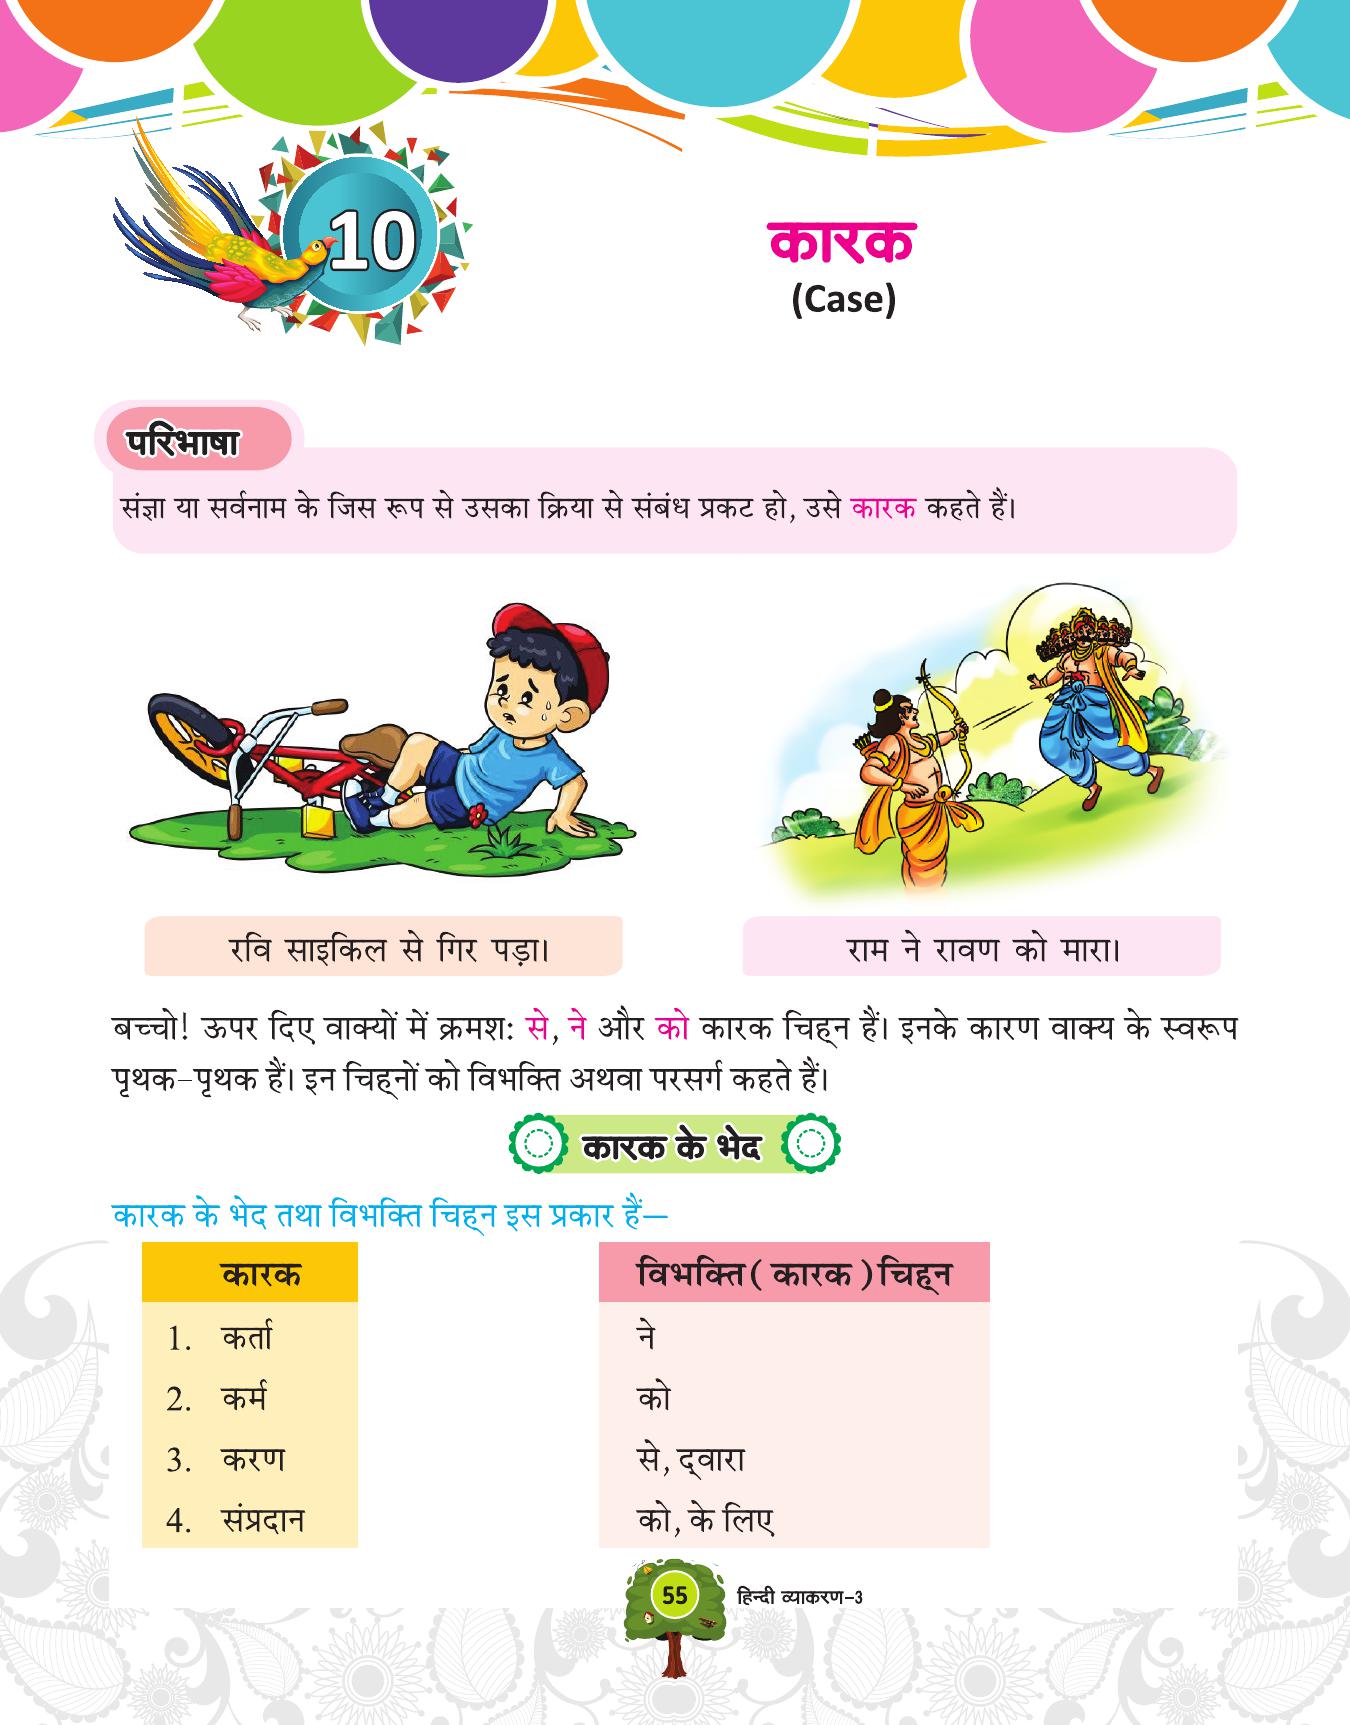 10
कारक
(Case)
परिभाषा
संज्ञा या सर्वनाम के जिस रूप से उसका क्रिया से संबंध प्रकट हो, उसे कारक कहते हैं।
रवि साइकिल से गिर पड़ा।
राम ने रावण को मारा।
बच्चो! ऊपर दिए वाक्यों में क्रमश: से, ने और को कारक चिह्न हैं। इनके कारण वाक्य के स्वरूप
पृथक-पृथक हैं। इन चिह्नों को विभक्ति अथवा परसर्ग कहते हैं।
कारक के भेद
कारक के भेद तथा विभक्ति चिह्न इस प्रकार हैं—
कारक विभक्ति(कारक)चिह्न
1. कर्ता ने
2. कर्म को
3. करण से, द्वारा
4. संप्रदान को, के लिए
55 हिन्दी व्याकरण-3